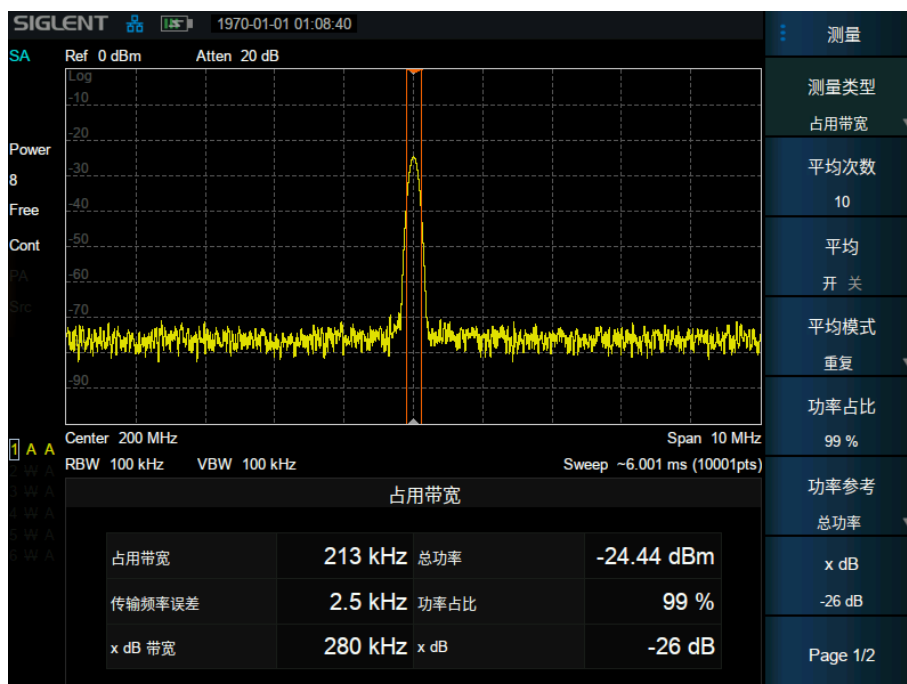 SIGLENT 1970-01-01 01:08:40
测量
SA Ref 0 dBm Atten 20 dB
Log
-10
-20
-30
-40
-50
-60
-70
-90
Power
8
Free
Cont
PA
Src
Center 200 MHz Span 10 MHz
RBW 100 kHz VBW 100 kHz Sweep ~6.001 ms (10001pts)
1 A A
2 W A
3 W A
4 W A
5 W A
6 W A
占用带宽
占用带宽 213 kHz 总功率 -24.44 dBm
传输频率误差 2.5 kHz 功率占比 99 %
x dB 带宽 280 kHz x dB -26 dB
测量类型
占用带宽
平均次数
10
平均
开 关
平均模式
重复
功率占比
99 %
功率参考
总功率
x dB
-26 dB
Page 1/2